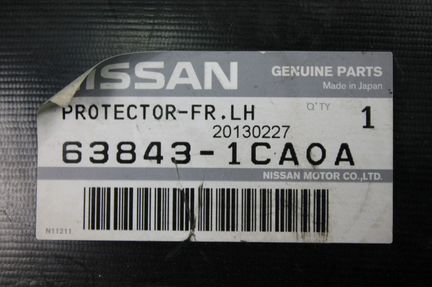 NISSAN
GENUINE PARTS
Made in Japan
PROTECTOR-FR.LH
Q'TY
1
20130227
63843-1CA0A
NISSAN MOTOR CO.,LTD.
N11211